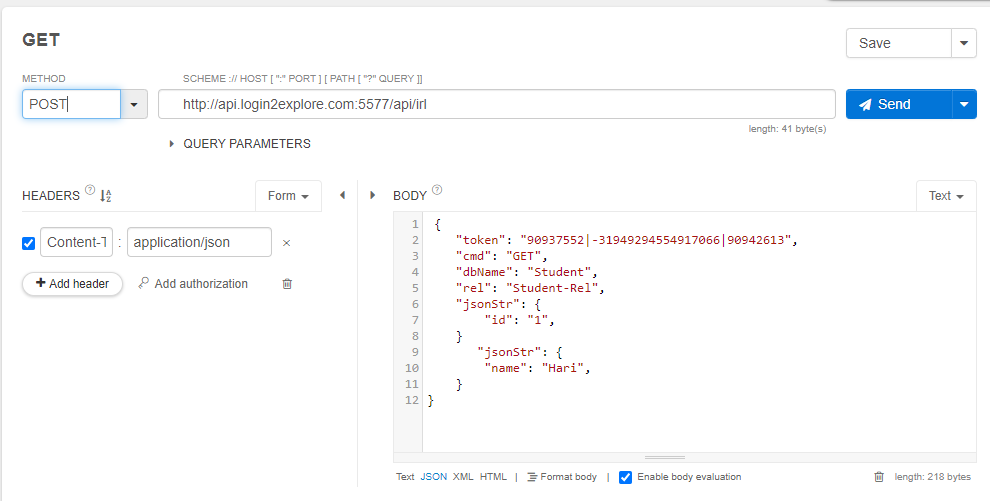 GET
Save
METHOD
SCHEME :// HOST [ ":" PORT ] [ PATH [ "?" QUERY ]]
POST
http://api.login2explore.com:5577/api/irl
Send
length: 41 byte(s)
QUERY PARAMETERS
HEADERS ? A Z
Form
BODY ?
Text
Content-T : application/json ×
+ Add header
Add authorization
1 {
2 "token": "90937552|-31949294554917066|90942613",
3 "cmd": "GET",
4 "dbName": "Student",
5 "rel": "Student-Rel",
6 "jsonStr": {
7 "id": "1",
8 }
9 "jsonStr": {
10 "name": "Hari",
11 }
12 }
Text JSON XML HTML | Format body | Enable body evaluation
length: 218 bytes